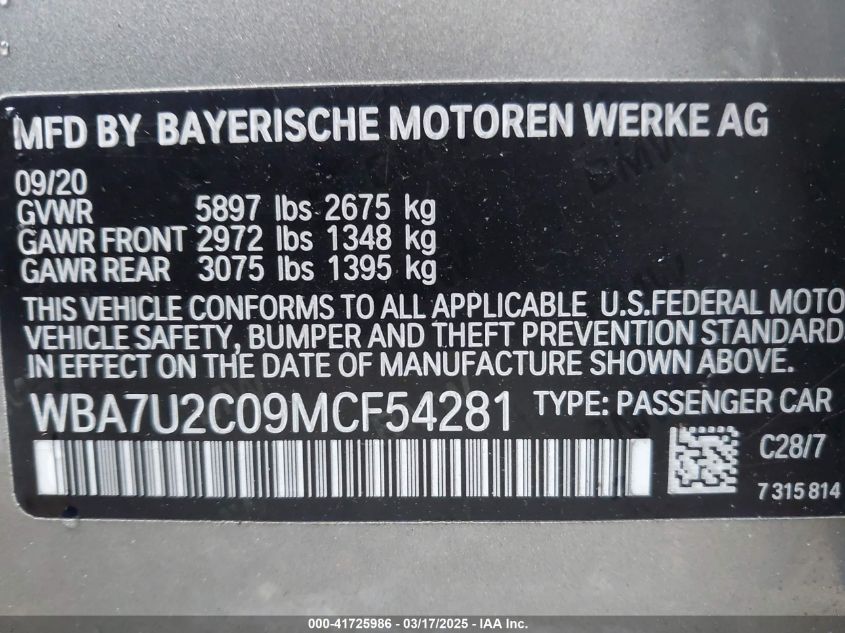 MFD BY BAYERISCHE MOTOREN WERKE AG
09/20
GVWR 5897 lbs 2675 kg
GAWR FRONT 2972 lbs 1348 kg
GAWR REAR 3075 lbs 1395 kg
THIS VEHICLE CONFORMS TO ALL APPLICABLE U.S.FEDERAL MOTO
VEHICLE SAFETY, BUMPER AND THEFT PREVENTION STANDARD
IN EFFECT ON THE DATE OF MANUFACTURE SHOWN ABOVE.
WBA7U2C09MCF54281 TYPE: PASSENGER CAR
C28/7
7 315 814
000-41725986 - 03/17/2025 - IAA Inc.